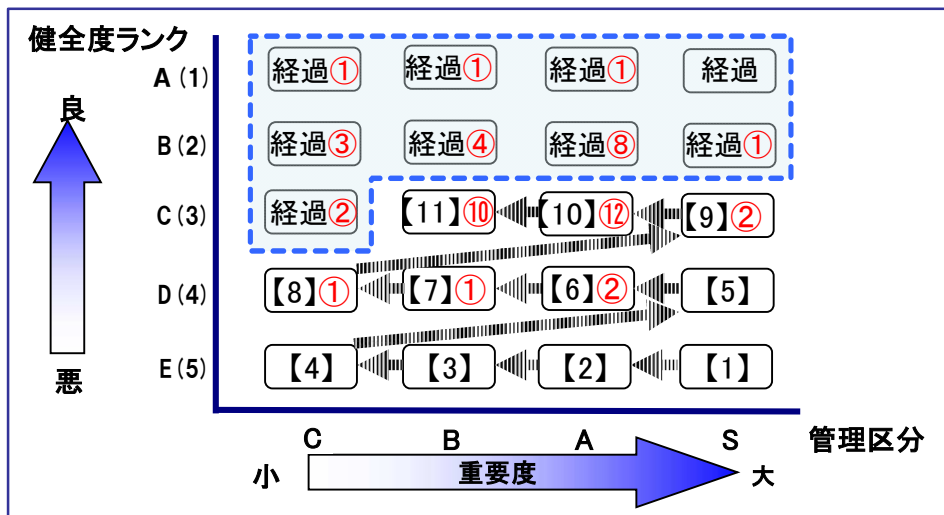 健全度ランク
A(1) 経過① 経過① 経過① 経過
良
B(2) 経過③ 経過④ 経過⑧ 経過①
C(3) 経過② 【11】⑩ 【10】⑫ 【9】②
D(4) 【8】① 【7】① 【6】② 【5】
悪
E(5) 【4】 【3】 【2】 【1】
C B A S 管理区分
小 重要度 大